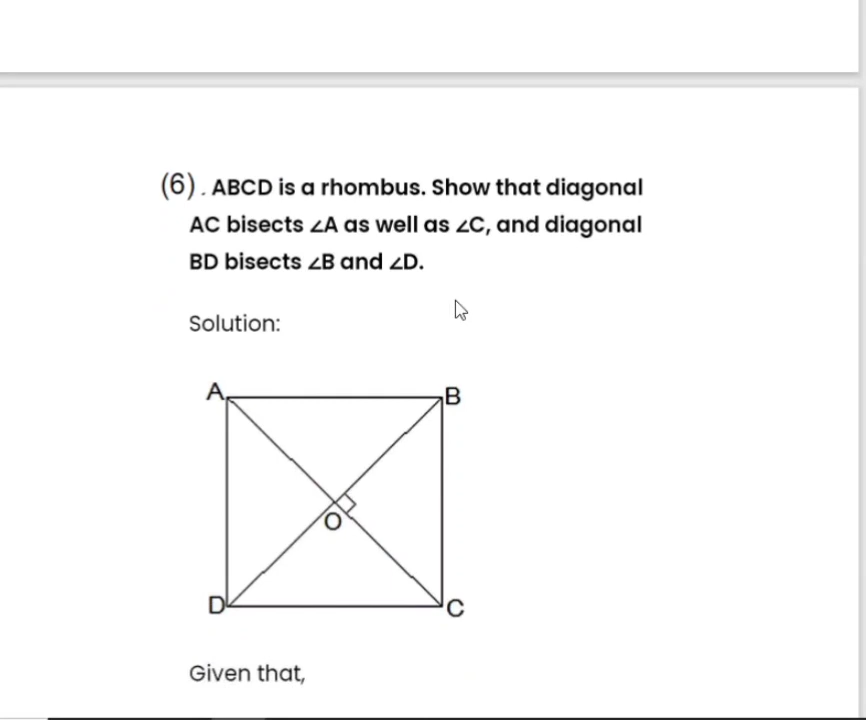 (6). ABCD is a rhombus. Show that diagonal
AC bisects ∠A as well as ∠C, and diagonal
BD bisects ∠B and ∠D.
Solution:
A B
O
D C
Given that,